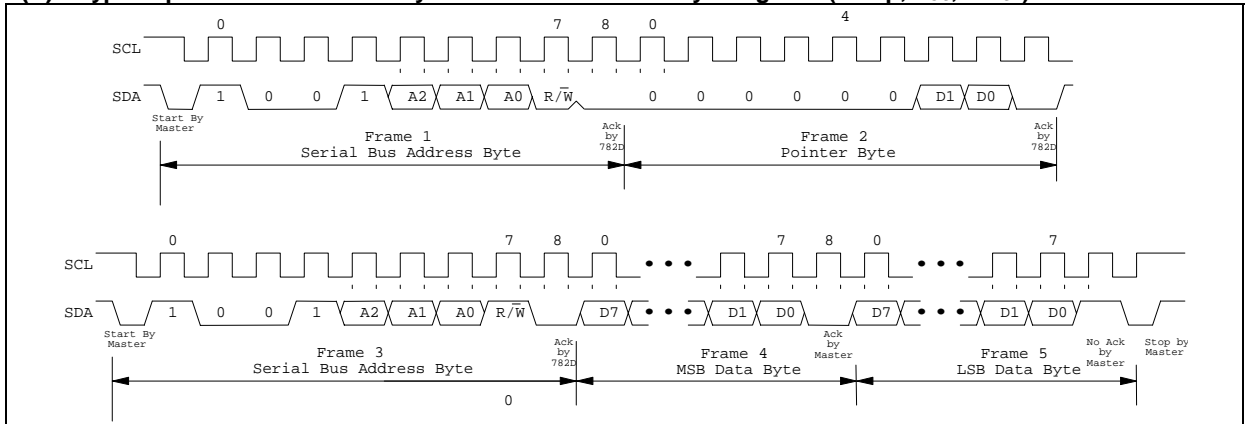 0 7 8 0 4
SCL
SDA 1 0 0 1 A2 A1 A0 R/W̅ 0 0 0 0 0 0 D1 D0
Start By
Master
Frame 1
Serial Bus Address Byte
Ack
by
782D
Frame 2
Pointer Byte
Ack
by
782D
0 7 8 0 7 8 0 7
SCL
SDA 1 0 0 1 A2 A1 A0 R/W̅ D7 D1 D0 D7 D1 D0
Start By
Master
Frame 3
Serial Bus Address Byte
0
Ack
by
782D
Frame 4
MSB Data Byte
Ack
by
Master
Frame 5
LSB Data Byte
No Ack
by
Master
Stop by
Master